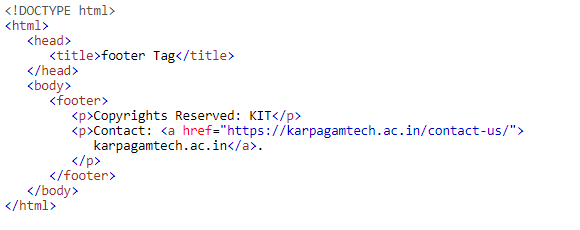 <!DOCTYPE html>
<html>
<head>
<title>footer Tag</title>
</head>
<body>
<footer>
<p>Copyrights Reserved: KIT</p>
<p>Contact: <a href="https://karpagamtech.ac.in/contact-us/">
karpagamtech.ac.in</a>.
</p>
</footer>
</body>
</html>